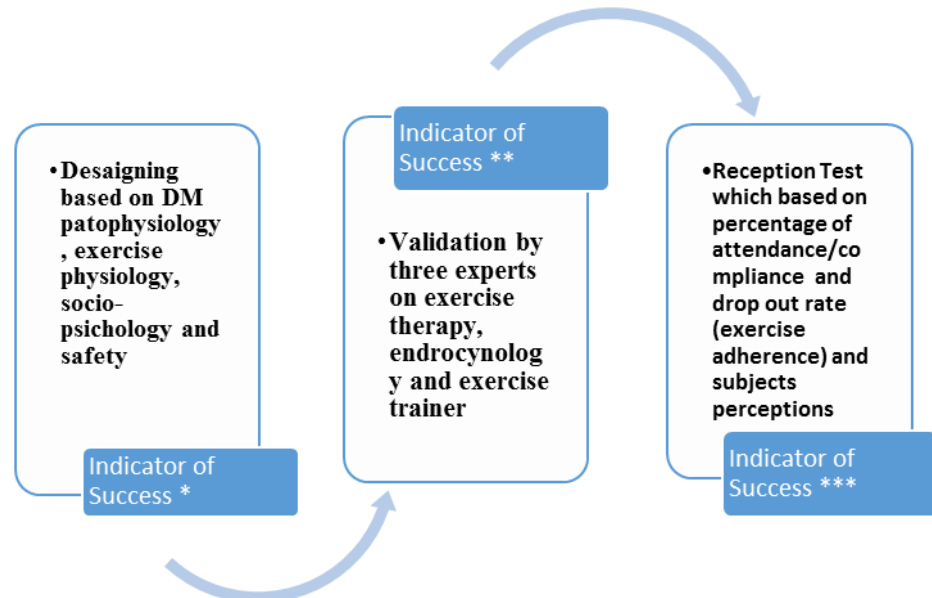 • Desaigning
based on DM
patophysiology
, exercise
physiology,
socio-
psichology and
safety
Indicator of
Success *
Indicator of
Success **
• Validation by
three experts
on exercise
therapy,
endrocynolog
y and exercise
trainer
•Reception Test
which based on
percentage of
attendance/co
mpliance and
drop out rate
(exercise
adherence) and
subjects
perceptions
Indicator of
Success ***